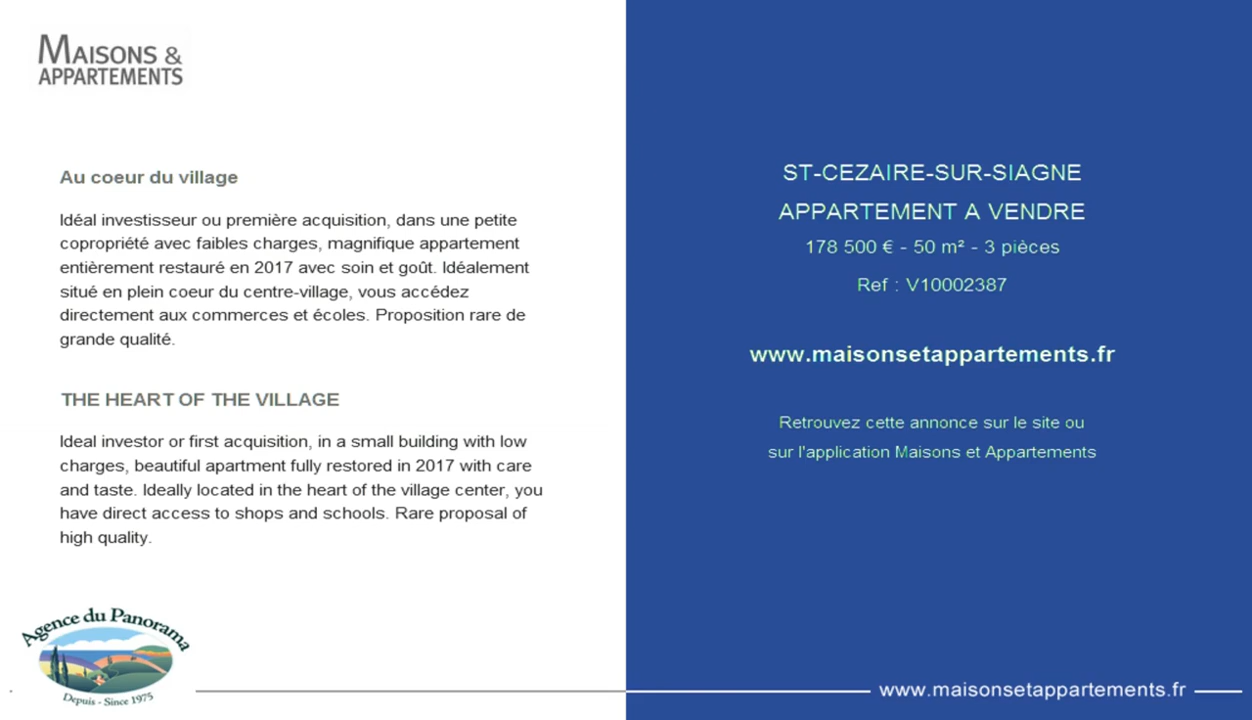 MAISONS &
APPARTEMENTS
Au coeur du village
Idéal investisseur ou première acquisition, dans une petite
copropriété avec faibles charges, magnifique appartement
entièrement restauré en 2017 avec soin et goût. Idéalement
situé en plein coeur du centre-village, vous accédez
directement aux commerces et écoles. Proposition rare de
grande qualité.
THE HEART OF THE VILLAGE
Ideal investor or first acquisition, in a small building with low
charges, beautiful apartment fully restored in 2017 with care
and taste. Ideally located in the heart of the village center, you
have direct access to shops and schools. Rare proposal of
high quality.
Agence du Panorama
Depuis - Since 1975
ST-CEZAIRE-SUR-SIAGNE
APPARTEMENT A VENDRE
178 500 € - 50 m² - 3 pièces
Ref : V10002387
www.maisonsetappartements.fr
Retrouvez cette annonce sur le site ou
sur l'application Maisons et Appartements
www.maisonsetappartements.fr